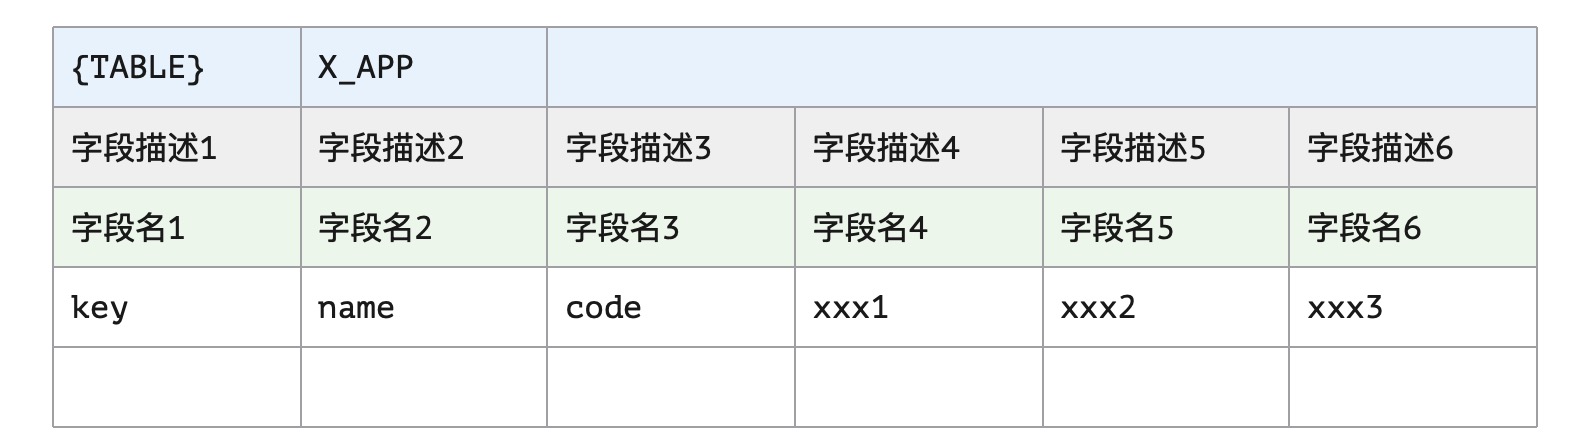 {TABLE} X_APP
字段描述1 字段描述2 字段描述3 字段描述4 字段描述5 字段描述6
字段名1 字段名2 字段名3 字段名4 字段名5 字段名6
key name code xxx1 xxx2 xxx3